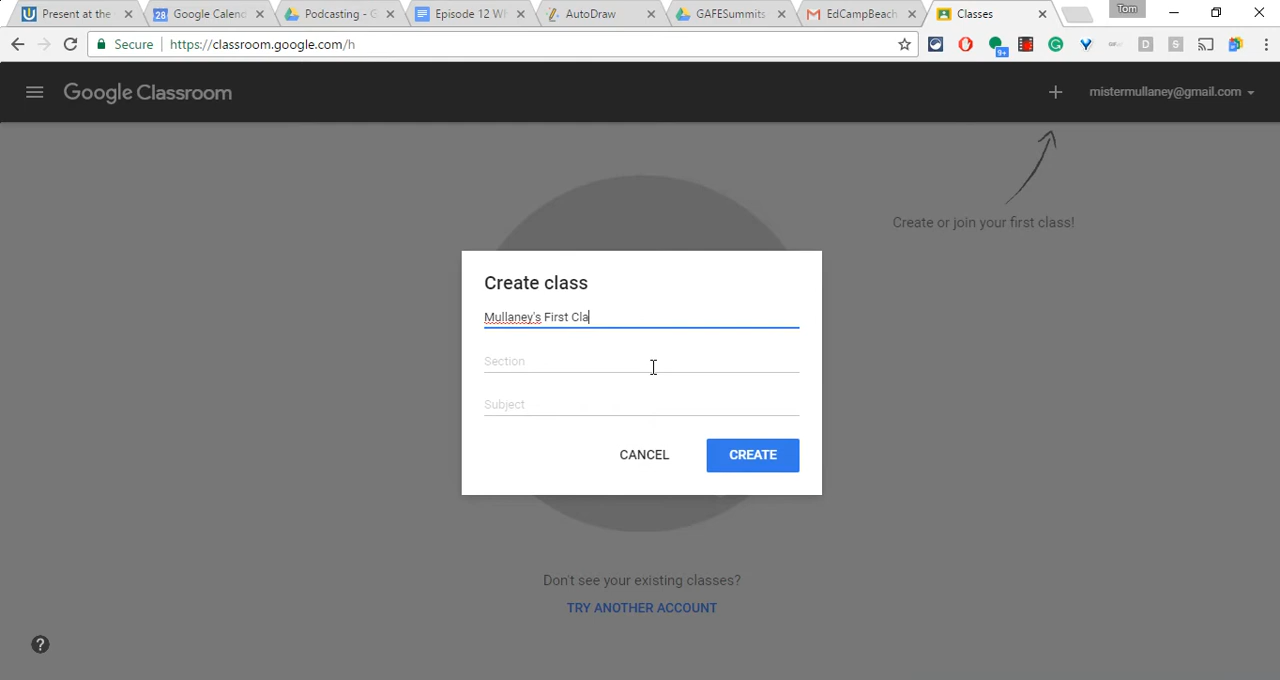 Present at the
28 Google Calend
Podcasting - G
Episode 12 Wh
AutoDraw
GAFESummits
EdCampBeach
Classes
Tom
Secure
https://classroom.google.com/h
9+
D
S
Google Classroom
mistermullaney@gmail.com
Create or join your first class!
Create class
Mullaney's First Cla
Section
Subject
CANCEL
CREATE
Don't see your existing classes?
TRY ANOTHER ACCOUNT
?